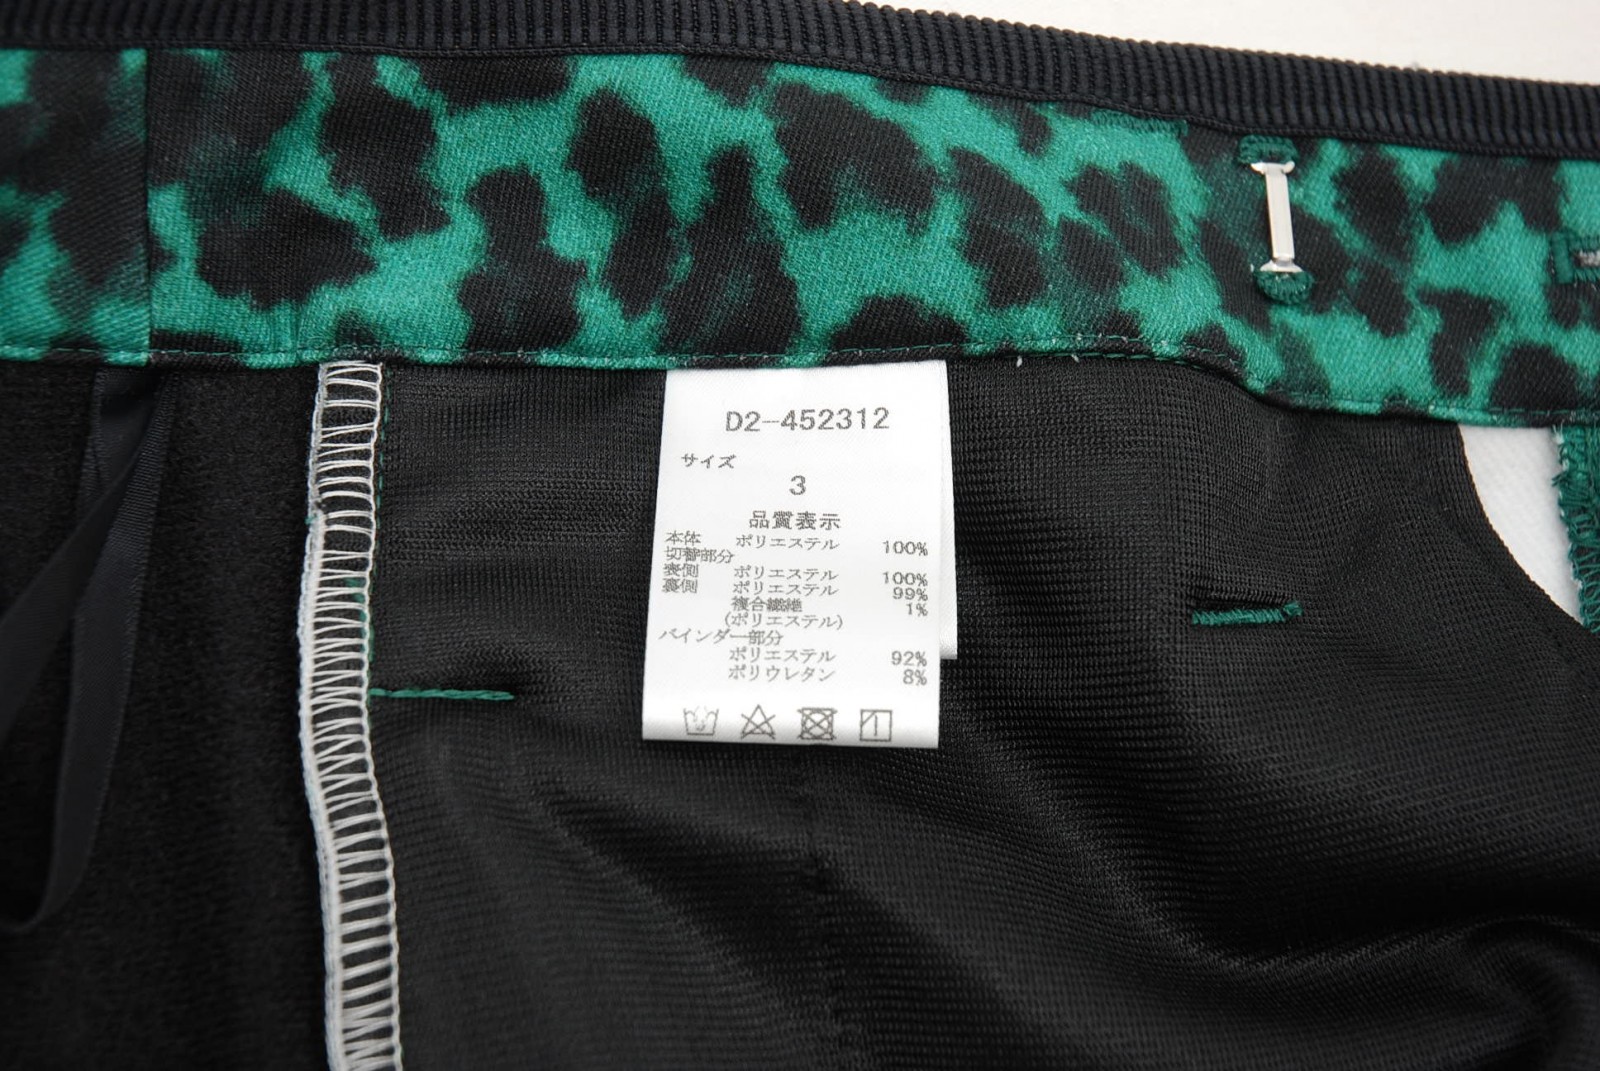 D2-452312
サイズ
3
品質表示
本体 ポリエステル 100%
切替部分
表側 ポリエステル 100%
裏側 ポリエステル 99%
複合繊維 1%
(ポリエステル)
バインダー部分
ポリエステル 92%
ポリウレタン 8%